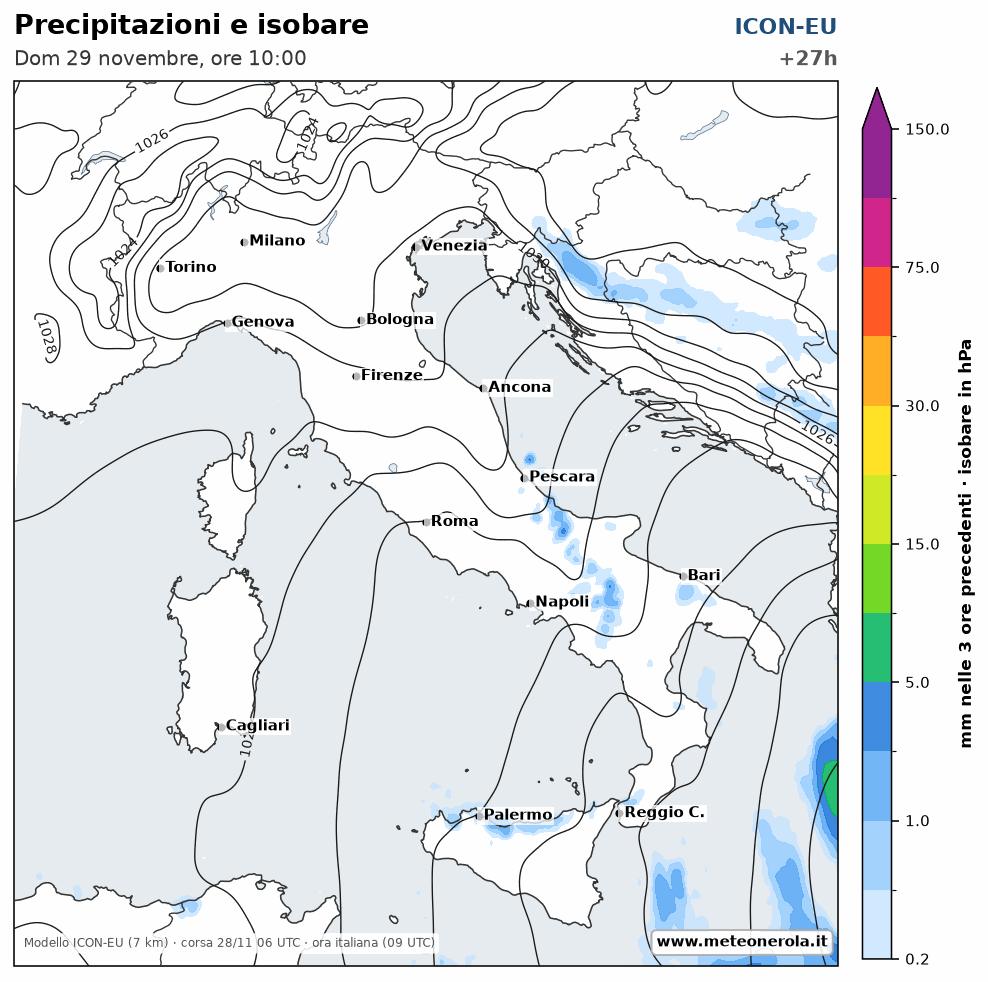 Precipitazioni e isobare
ICON-EU
Dom 29 novembre, ore 10:00
+27h
1026
1024
150.0
Milano
Venezia
1024
1030
Torino
75.0
1028
Genova
Bologna
Firenze
Ancona
30.0
1026
Pescara
Roma
15.0
Bari
Napoli
5.0
Cagliari
Palermo
Reggio C.
1.0
Modello ICON-EU (7 km) · corsa 28/11 06 UTC · ora italiana (09 UTC)
www.meteonerola.it
0.2
mm nelle 3 ore precedenti · isobare in hPa